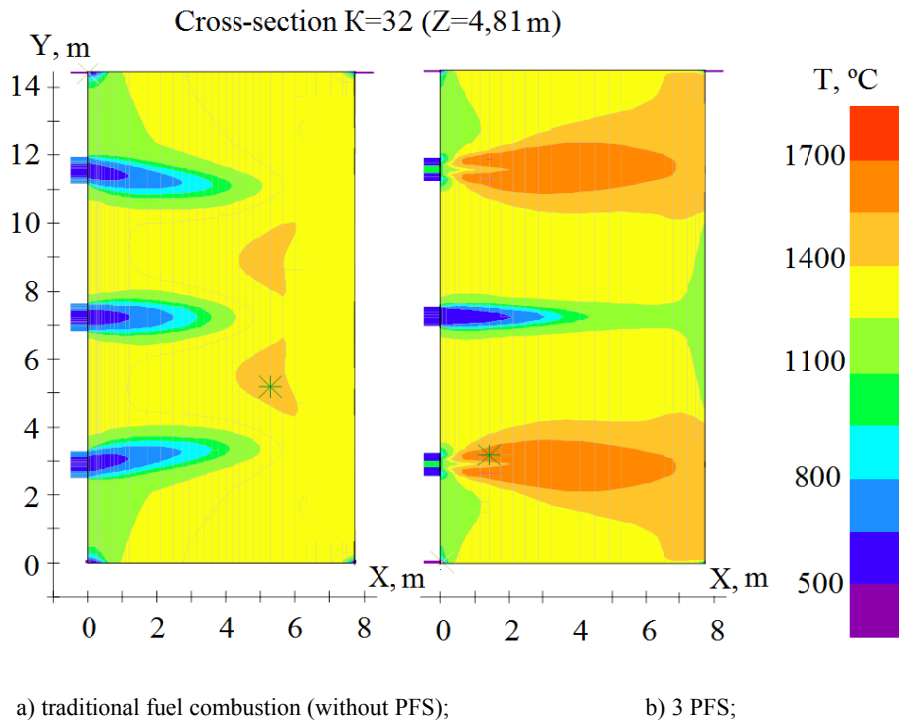 Cross-section К=32 (Z=4,81 m)
Y, m
T, ºC
14
12
10
8
6
4
2
0
X, m
X, m
0 2 4 6 8
0 2 4 6 8
1700
1400
1100
800
500
a) traditional fuel combustion (without PFS);
b) 3 PFS;